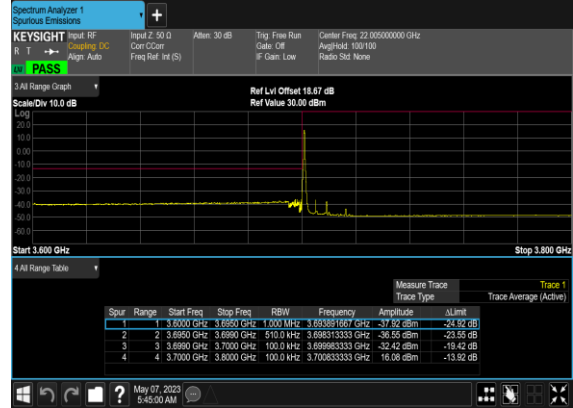 Spectrum Analyzer 1
Spurious Emissions
+
KEYSIGHT Input: RF Input Z: 50 Ω Atten: 30 dB Trig: Free Run Center Freq: 22.005000000 GHz
R T Coupling: DC Corr CCorr Gate: Off Avg|Hold: 100/100
Align: Auto Freq Ref: Int (S) IF Gain: Low Radio Std: None
PASS
3 All Range Graph
Ref Lvl Offset 18.67 dB
Scale/Div 10.0 dB Ref Value 30.00 dBm
Log
20.0
10.0
0.00
-10.0
-20.0
-30.0
-40.0
-50.0
-60.0
Start 3.600 GHz Stop 3.800 GHz
4 All Range Table
Measure Trace Trace 1
Trace Type Trace Average (Active)
Spur Range Start Freq Stop Freq RBW Frequency Amplitude ΔLimit
1 1 3.6000 GHz 3.6950 GHz 1.000 MHz 3.693891667 GHz -37.92 dBm -24.92 dB
2 2 3.6950 GHz 3.6990 GHz 510.0 kHz 3.698313333 GHz -36.55 dBm -23.55 dB
3 3 3.6990 GHz 3.7000 GHz 100.0 kHz 3.699983333 GHz -32.42 dBm -19.42 dB
4 4 3.7000 GHz 3.8000 GHz 100.0 kHz 3.700833333 GHz 16.08 dBm -13.92 dB
? May 07, 2023
5:45:00 AM